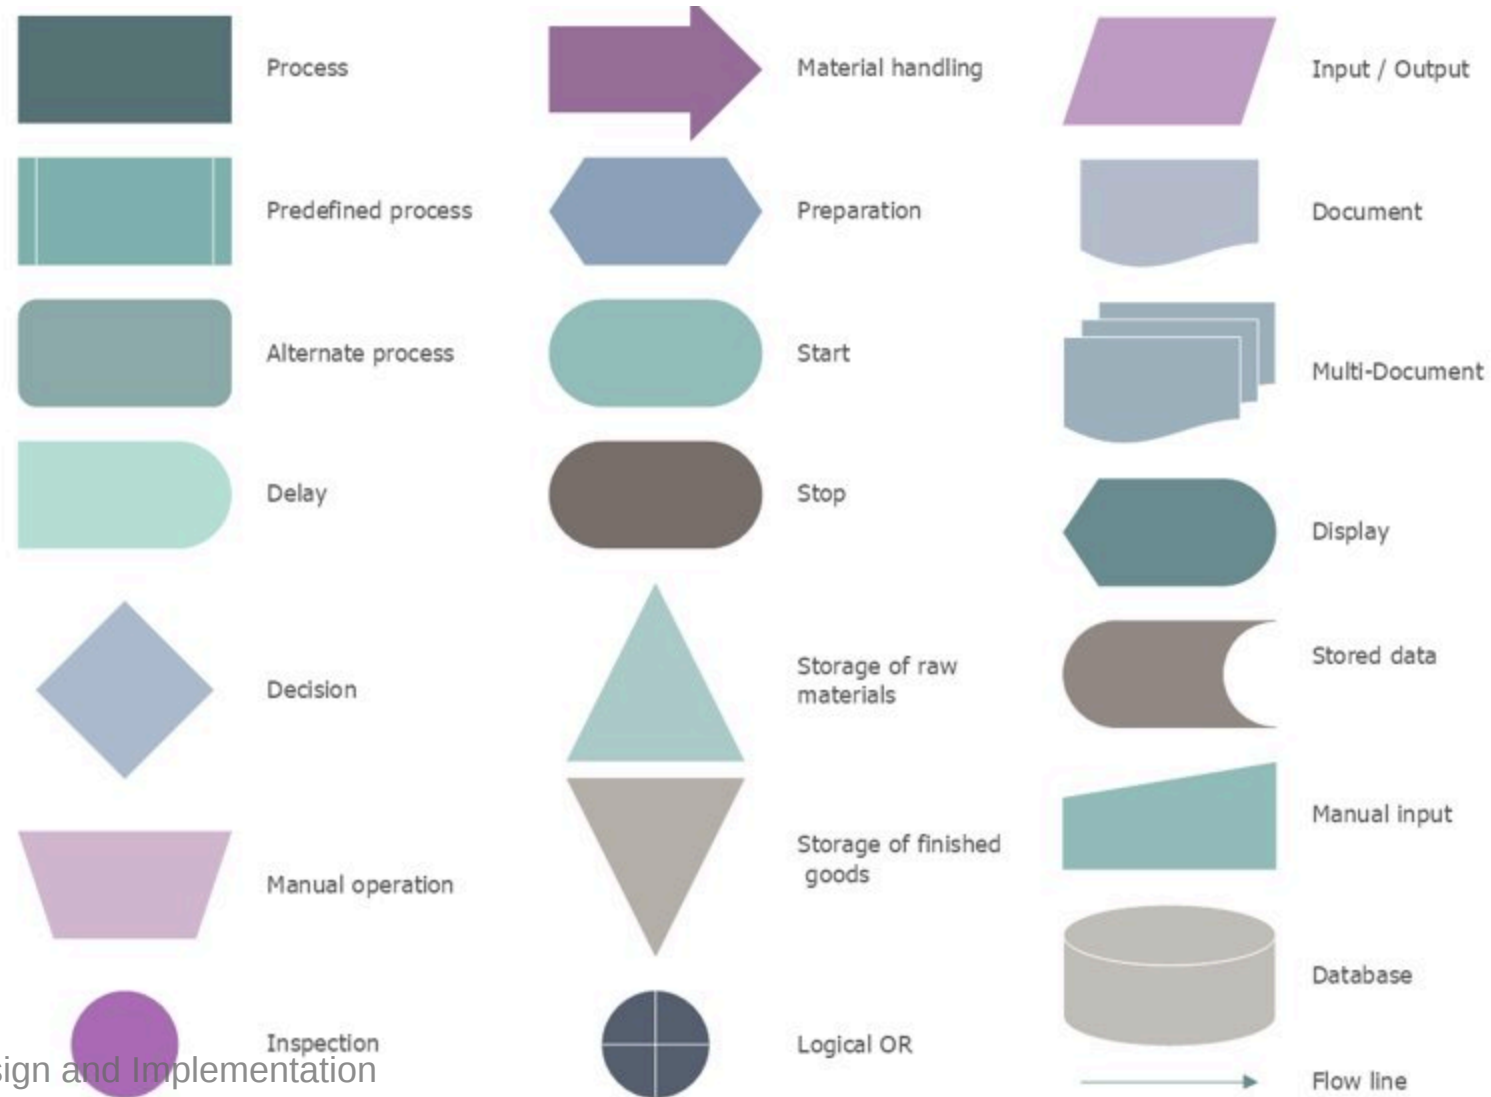 Process
Predefined process
Alternate process
Delay
Decision
Manual operation
Inspection
Material handling
Preparation
Start
Stop
Storage of raw
materials
Storage of finished
goods
Logical OR
Input / Output
Document
Multi-Document
Display
Stored data
Manual input
Database
Flow line
and Implementation